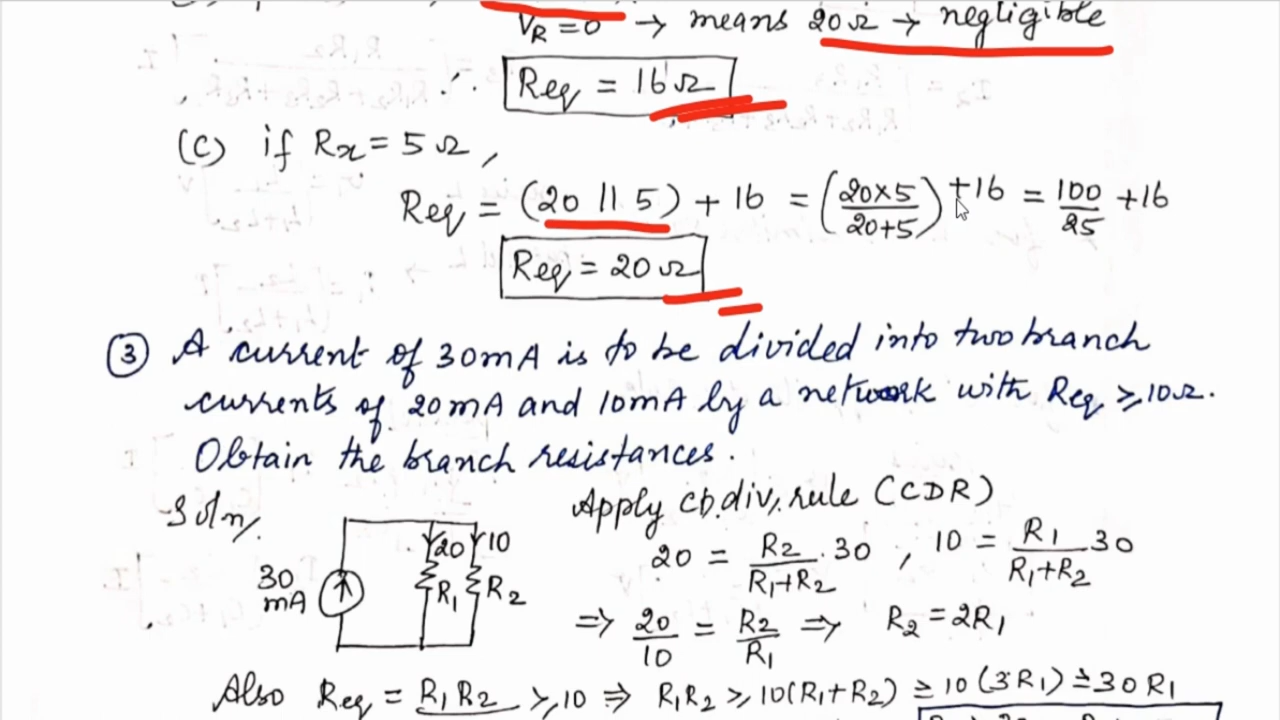 V_R = 0 → means 20Ω → negligible
∴ Req = 16Ω
(C) if Rx = 5Ω,
Req = (20 || 5) + 16 = (20×5/20+5) +16 = 100/25 +16
Req = 20Ω
③ A current of 30mA is to be divided into two branch
currents of 20mA and 10mA by a network with Req ≥ 10Ω.
Obtain the branch resistances.
Soln,
Apply ct. div. rule (CDR)
30 mA
20 10
R1 R2
20 = R2/R1+R2 . 30 , 10 = R1/R1+R2 30
⇒ 20/10 = R2/R1 ⇒ R2 = 2R1
Also Req = R1R2 ≥ 10 ⇒ R1R2 ≥ 10(R1+R2) ≥ 10(3R1) ≥ 30R1